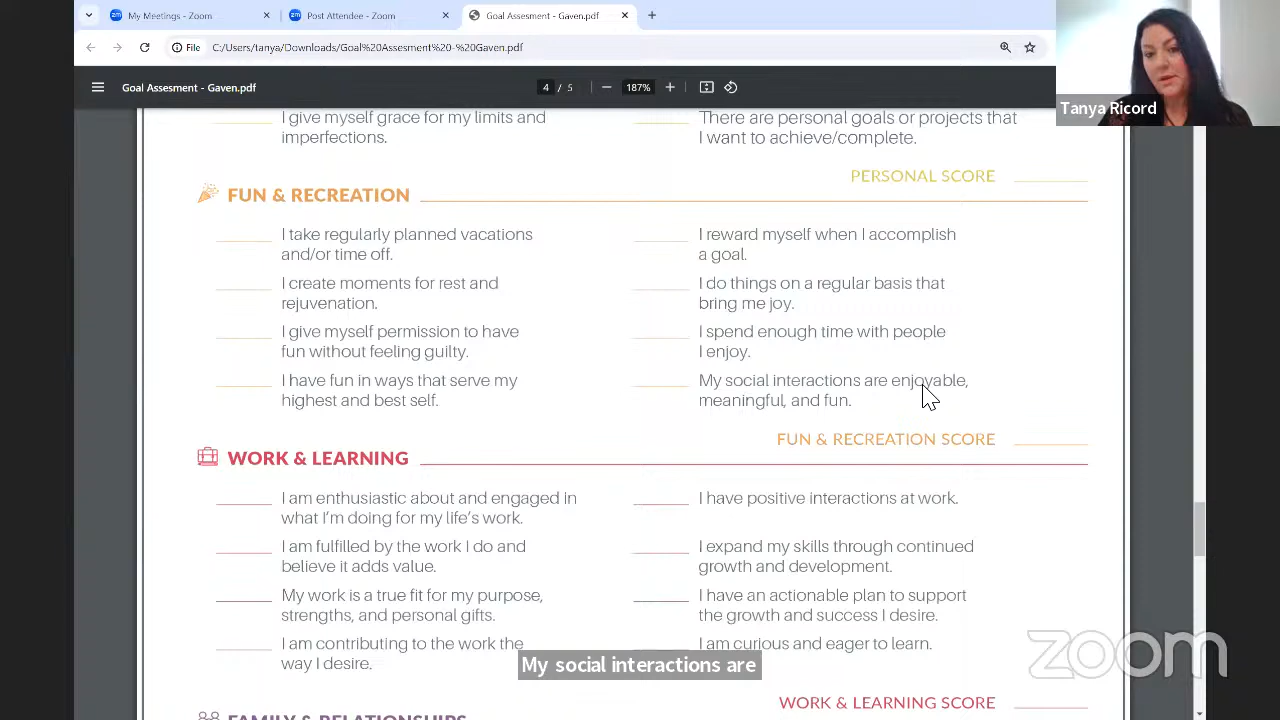 My Meetings - Zoom
Post Attendee - Zoom
Goal Assesment - Gaven.pdf
File
C:/Users/tanya/Downloads/Goal%20Assesment%20-%20Gaven.pdf
Goal Assesment - Gaven.pdf
4 / 5
187%
Tanya Ricord
I give myself grace for my limits and
imperfections.
There are personal goals or projects that
I want to achieve/complete.
PERSONAL SCORE
FUN & RECREATION
I take regularly planned vacations
and/or time off.
I create moments for rest and
rejuvenation.
I give myself permission to have
fun without feeling guilty.
I have fun in ways that serve my
highest and best self.
I reward myself when I accomplish
a goal.
I do things on a regular basis that
bring me joy.
I spend enough time with people
I enjoy.
My social interactions are enjoyable,
meaningful, and fun.
FUN & RECREATION SCORE
WORK & LEARNING
I am enthusiastic about and engaged in
what I'm doing for my life's work.
I am fulfilled by the work I do and
believe it adds value.
My work is a true fit for my purpose,
strengths, and personal gifts.
I am contributing to the work the
way I desire.
I have positive interactions at work.
I expand my skills through continued
growth and development.
I have an actionable plan to support
the growth and success I desire.
I am curious and eager to learn.
WORK & LEARNING SCORE
FAMILY & RELATIONSHIPS
My social interactions are
zoom